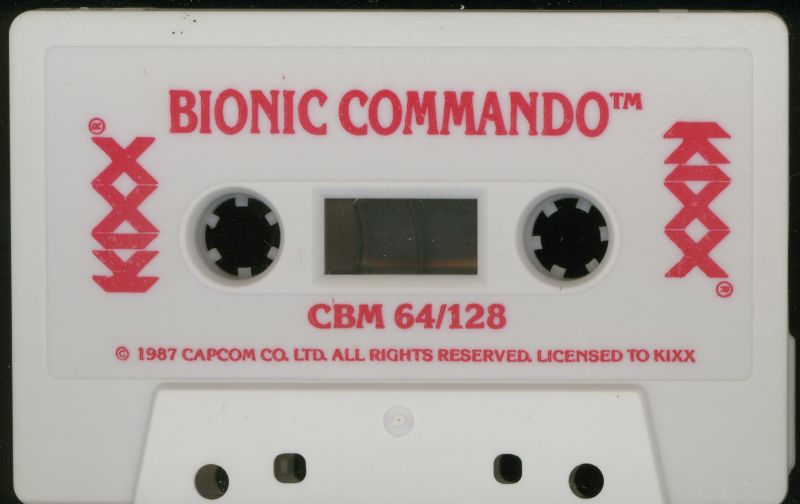 BIONIC COMMANDO™
KIXX®
KIXX®
CBM 64/128
© 1987 CAPCOM CO. LTD. ALL RIGHTS RESERVED. LICENSED TO KIXX